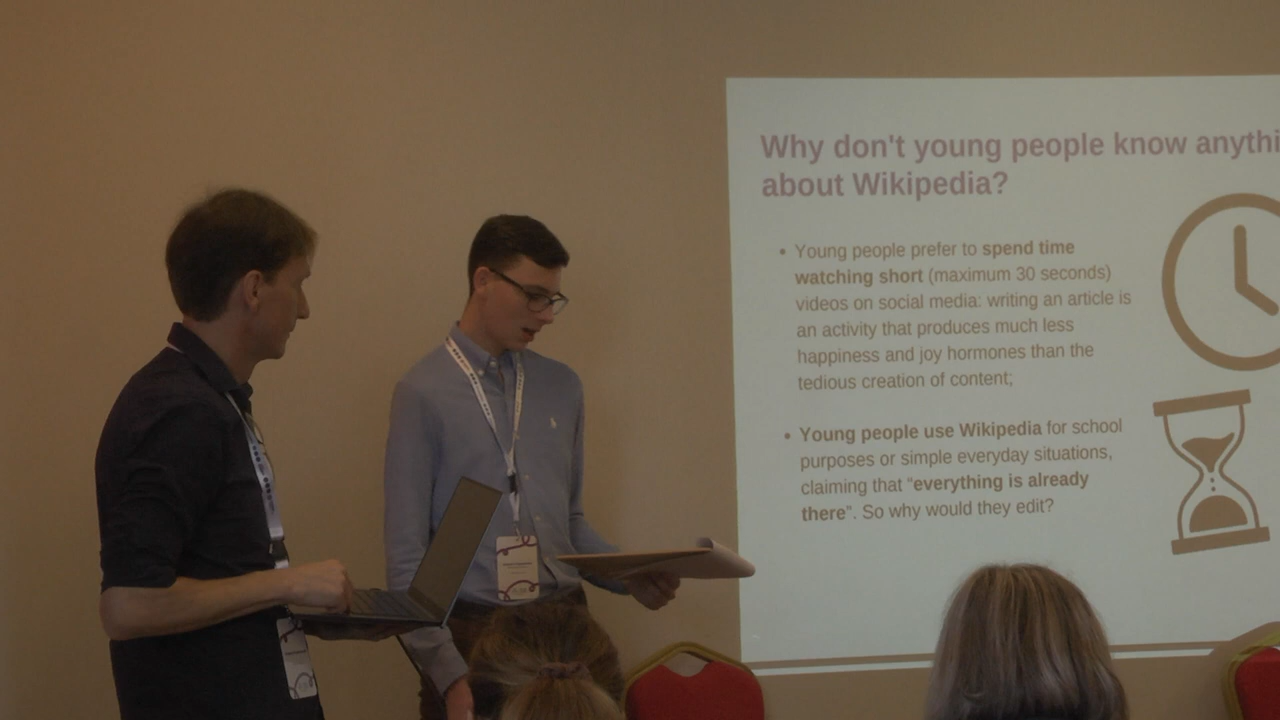 Why don't young people know anythi
about Wikipedia?
• Young people prefer to spend time
watching short (maximum 30 seconds)
videos on social media: writing an article is
an activity that produces much less
happiness and joy hormones than the
tedious creation of content;
• Young people use Wikipedia for school
purposes or simple everyday situations,
claiming that “everything is already
there”. So why would they edit?